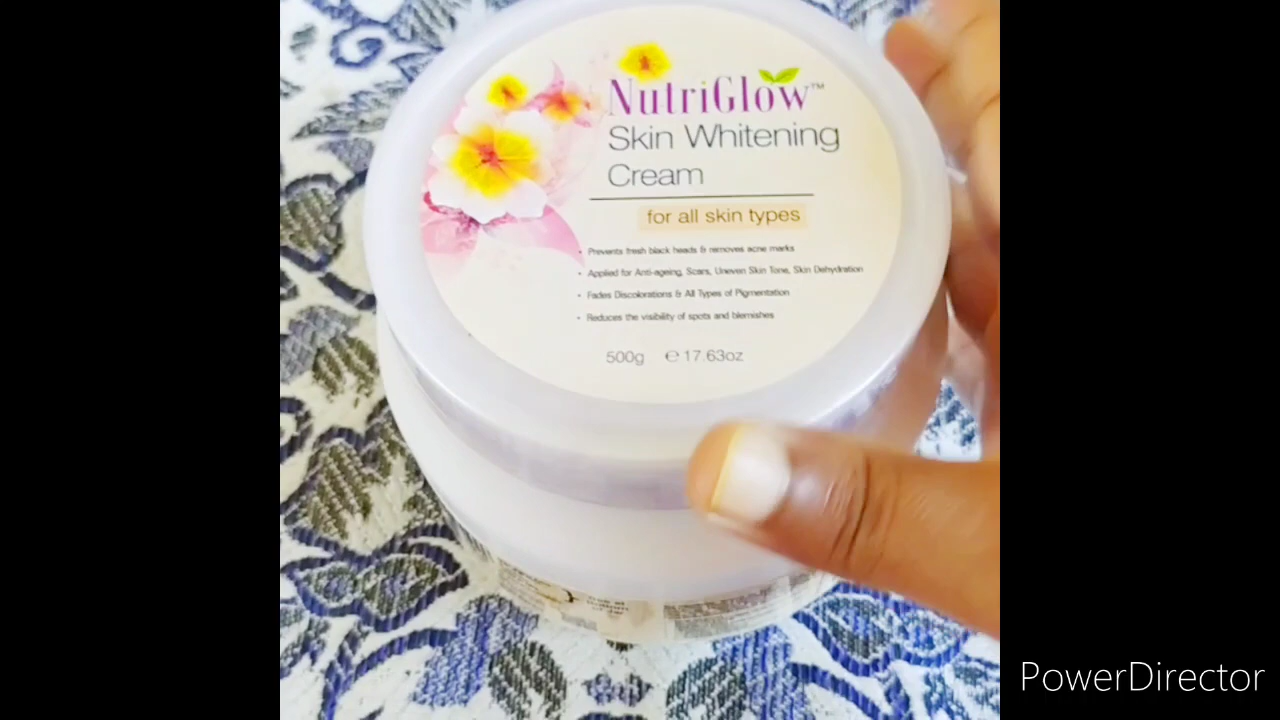 NutriGlow™
Skin Whitening
Cream
for all skin types
• Prevents fresh black heads & removes acne marks
• Applied for Anti-ageing, Scars, Uneven Skin Tone, Skin Dehydration
• Fades Discolorations & All Types of Pigmentation
• Reduces the visibility of spots and blemishes
500g ℮ 17.63oz
PowerDirector